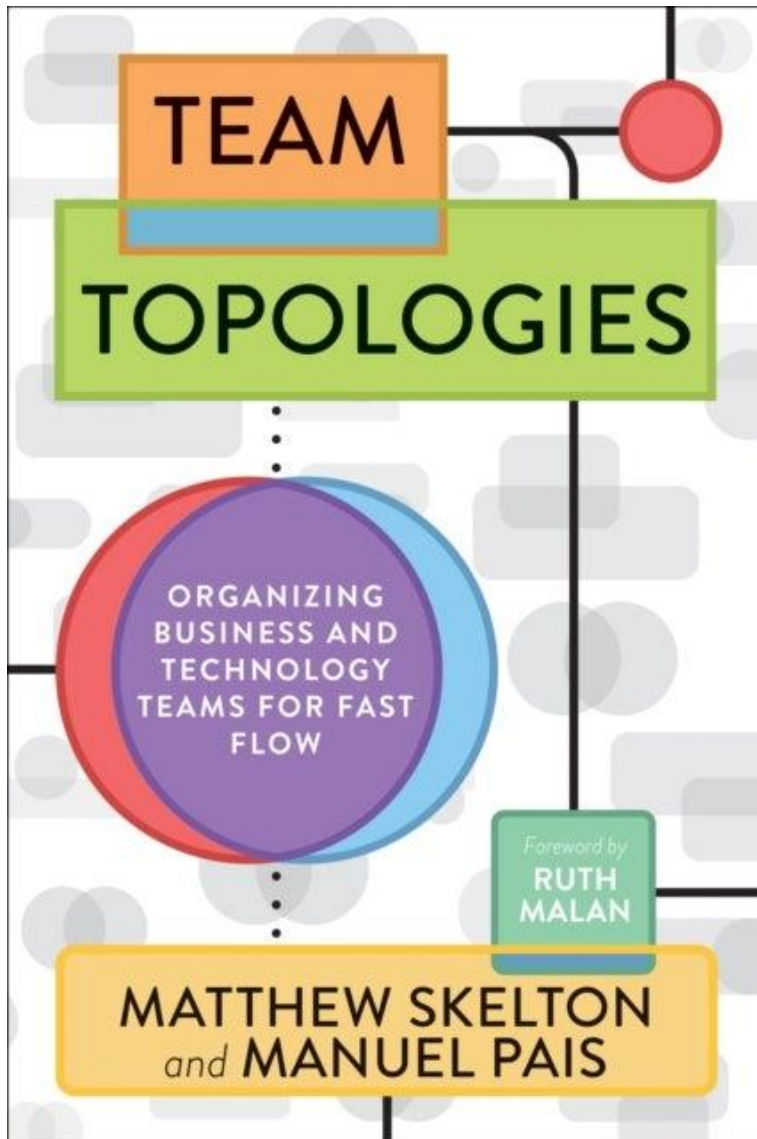 TEAM
TOPOLOGIES
ORGANIZING
BUSINESS AND
TECHNOLOGY
TEAMS FOR FAST
FLOW
Foreword by
RUTH
MALAN
MATTHEW SKELTON
and MANUEL PAIS